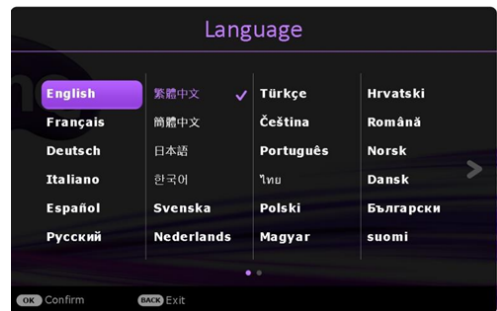 Language
English
Français
Deutsch
Italiano
Español
Русский
繁體中文
簡體中文
日本語
한국어
Svenska
Nederlands
Türkçe
Čeština
Português
ไทย
Polski
Magyar
Hrvatski
Română
Norsk
Dansk
Български
suomi
OK Confirm
BACK Exit